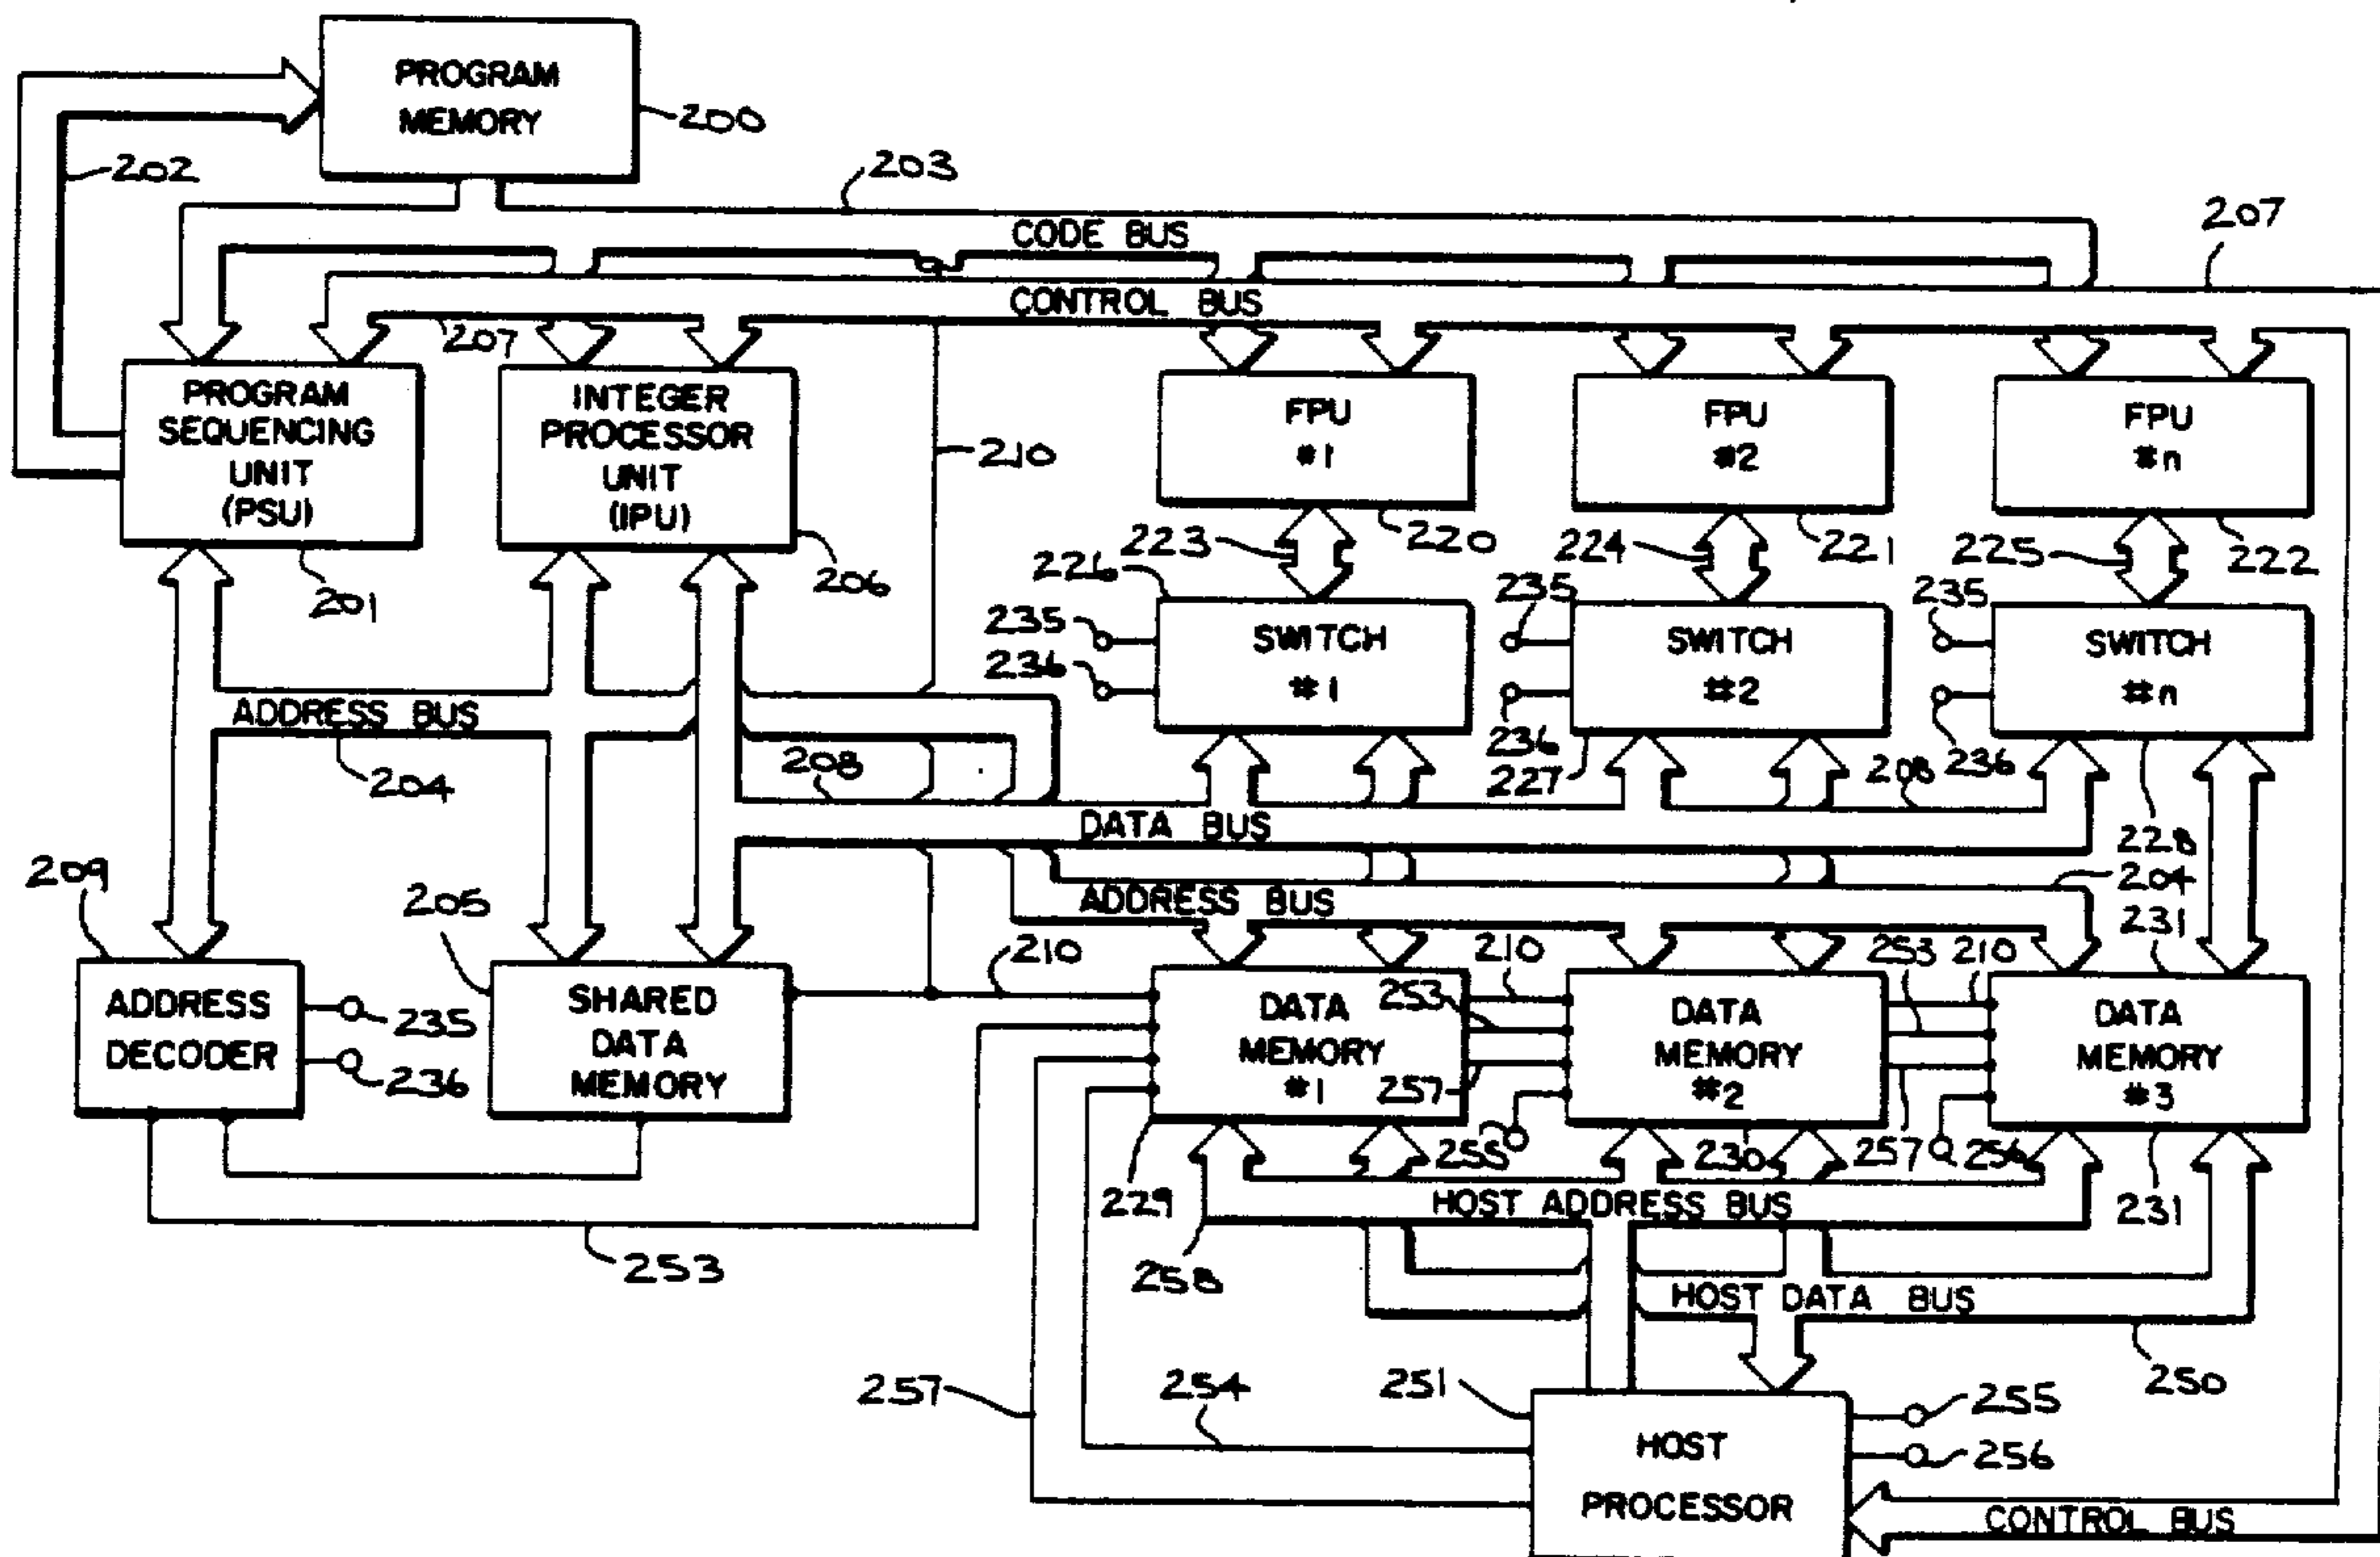 PROGRAM
MEMORY
200
202
203
CODE BUS
207
CONTROL BUS
207
PROGRAM
SEQUENCING
UNIT
(PSU)
201
INTEGER
PROCESSOR
UNIT
(IPU)
206
210
FPU
#1
220
FPU
#2
221
FPU
#n
222
223
224
225
226
235
236
SWITCH
#1
235
236
227
SWITCH
#2
235
236
SWITCH
#n
228
ADDRESS BUS
204
208
208
DATA BUS
204
ADDRESS BUS
209
205
210
210
253
210
231
ADDRESS
DECODER
235
236
SHARED
DATA
MEMORY
DATA
MEMORY
#1
229
253
257
255
DATA
MEMORY
#2
230
257
256
DATA
MEMORY
#3
231
HOST ADDRESS BUS
253
258
HOST DATA BUS
250
257
254
251
HOST
PROCESSOR
255
256
CONTROL BUS